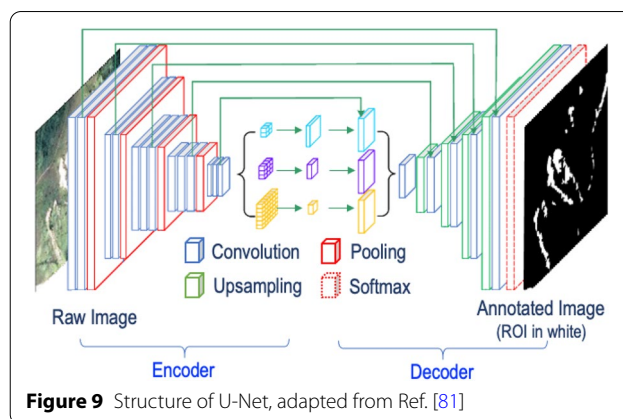 Convolution
Pooling
Upsampling
Softmax
Raw Image
Annotated Image
(ROI in white)
Encoder
Decoder
Figure 9 Structure of U-Net, adapted from Ref. [81]